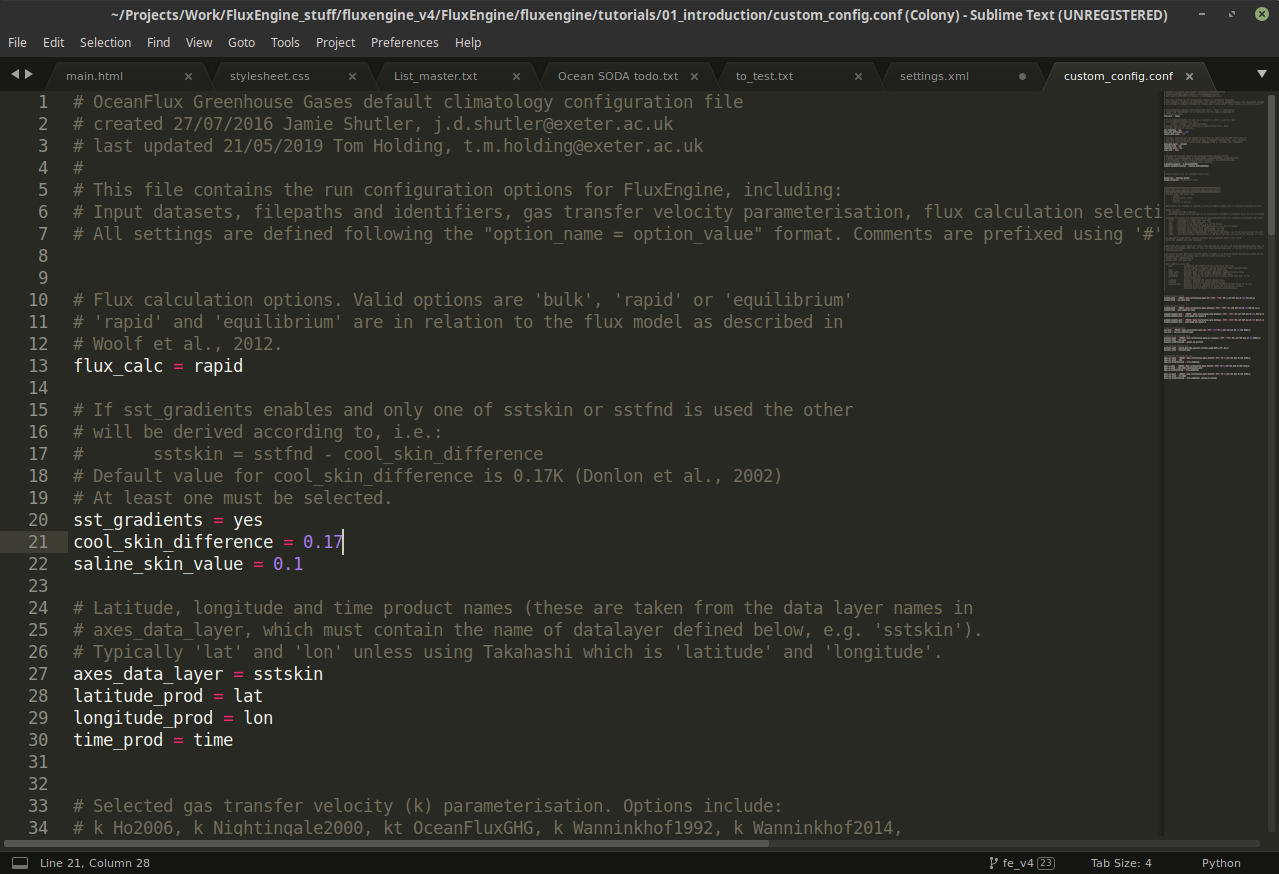 ~/Projects/Work/FluxEngine_stuff/fluxengine_v4/FluxEngine/fluxengine/tutorials/01_introduction/custom_config.conf (Colony) - Sublime Text (UNREGISTERED)
File Edit Selection Find View Goto Tools Project Preferences Help
main.html stylesheet.css List_master.txt Ocean SODA todo.txt to_test.txt settings.xml custom_config.conf
1 # OceanFlux Greenhouse Gases default climatology configuration file
2 # created 27/07/2016 Jamie Shutler, j.d.shutler@exeter.ac.uk
3 # last updated 21/05/2019 Tom Holding, t.m.holding@exeter.ac.uk
4 #
5 # This file contains the run configuration options for FluxEngine, including:
6 # Input datasets, filepaths and identifiers, gas transfer velocity parameterisation, flux calculation selecti
7 # All settings are defined following the "option_name = option_value" format. Comments are prefixed using '#'
8
9
10 # Flux calculation options. Valid options are 'bulk', 'rapid' or 'equilibrium'
11 # 'rapid' and 'equilibrium' are in relation to the flux model as described in
12 # Woolf et al., 2012.
13 flux_calc = rapid
14
15 # If sst_gradients enables and only one of sstskin or sstfnd is used the other
16 # will be derived according to, i.e.:
17 #       sstskin = sstfnd - cool_skin_difference
18 # Default value for cool_skin_difference is 0.17K (Donlon et al., 2002)
19 # At least one must be selected.
20 sst_gradients = yes
21 cool_skin_difference = 0.17
22 saline_skin_value = 0.1
23
24 # Latitude, longitude and time product names (these are taken from the data layer names in
25 # axes_data_layer, which must contain the name of datalayer defined below, e.g. 'sstskin').
26 # Typically 'lat' and 'lon' unless using Takahashi which is 'latitude' and 'longitude'.
27 axes_data_layer = sstskin
28 latitude_prod = lat
29 longitude_prod = lon
30 time_prod = time
31
32
33 # Selected gas transfer velocity (k) parameterisation. Options include:
34 # k_Ho2006, k_Nightingale2000, kt_OceanFluxGHG, k_Wanninkhof1992, k_Wanninkhof2014,
Line 21, Column 28 fe_v4 23 Tab Size: 4 Python